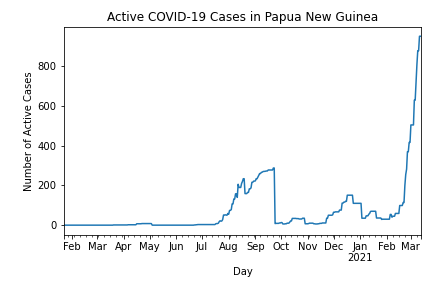 Active COVID-19 Cases in Papua New Guinea
Number of Active Cases
800
600
400
200
0
Feb Mar Apr May Jun Jul Aug Sep Oct Nov Dec Jan Feb Mar
2021
Day